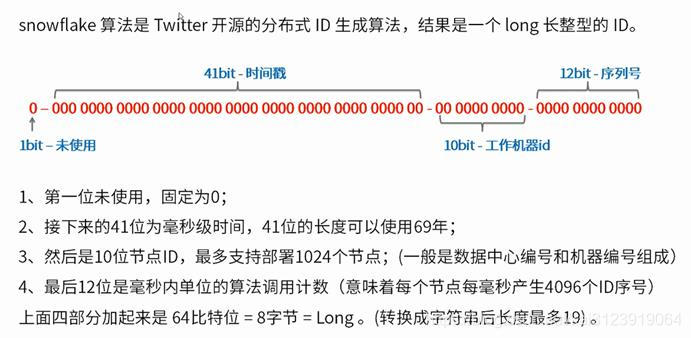 snowflake 算法是 Twitter 开源的分布式 ID 生成算法，结果是一个 long 长整型的 ID。
41bit - 时间戳
12bit - 序列号
0 – 000 0000 0000 0000 0000 0000 0000 0000 0000 0000 00 - 00 0000 0000 - 0000 0000 0000
1bit – 未使用
10bit - 工作机器id
1、第一位未使用，固定为0；
2、接下来的41位为毫秒级时间，41位的长度可以使用69年；
3、然后是10位节点ID，最多支持部署1024个节点；(一般是数据中心编号和机器编号组成）
4、最后12位是毫秒内单位的算法调用计数（意味着每个节点每毫秒产生4096个ID序号）
上面四部分加起来是 64比特位 = 8字节 = Long 。(转换成字符串后长度最多19) 。